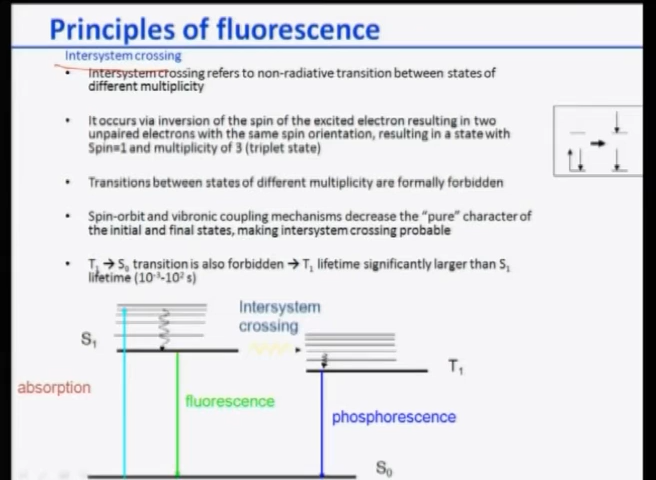 Principles of fluorescence
Intersystem crossing
• Intersystem crossing refers to non-radiative transition between states of
different multiplicity
• It occurs via inversion of the spin of the excited electron resulting in two
unpaired electrons with the same spin orientation, resulting in a state with
Spin=1 and multiplicity of 3 (triplet state)
• Transitions between states of different multiplicity are formally forbidden
• Spin-orbit and vibronic coupling mechanisms decrease the “pure” character of
the initial and final states, making intersystem crossing probable
• T₁ → S₀ transition is also forbidden → T₁ lifetime significantly larger than S₁
lifetime (10⁻³-10² s)
Intersystem
crossing
S₁
T₁
absorption
fluorescence
phosphorescence
S₀